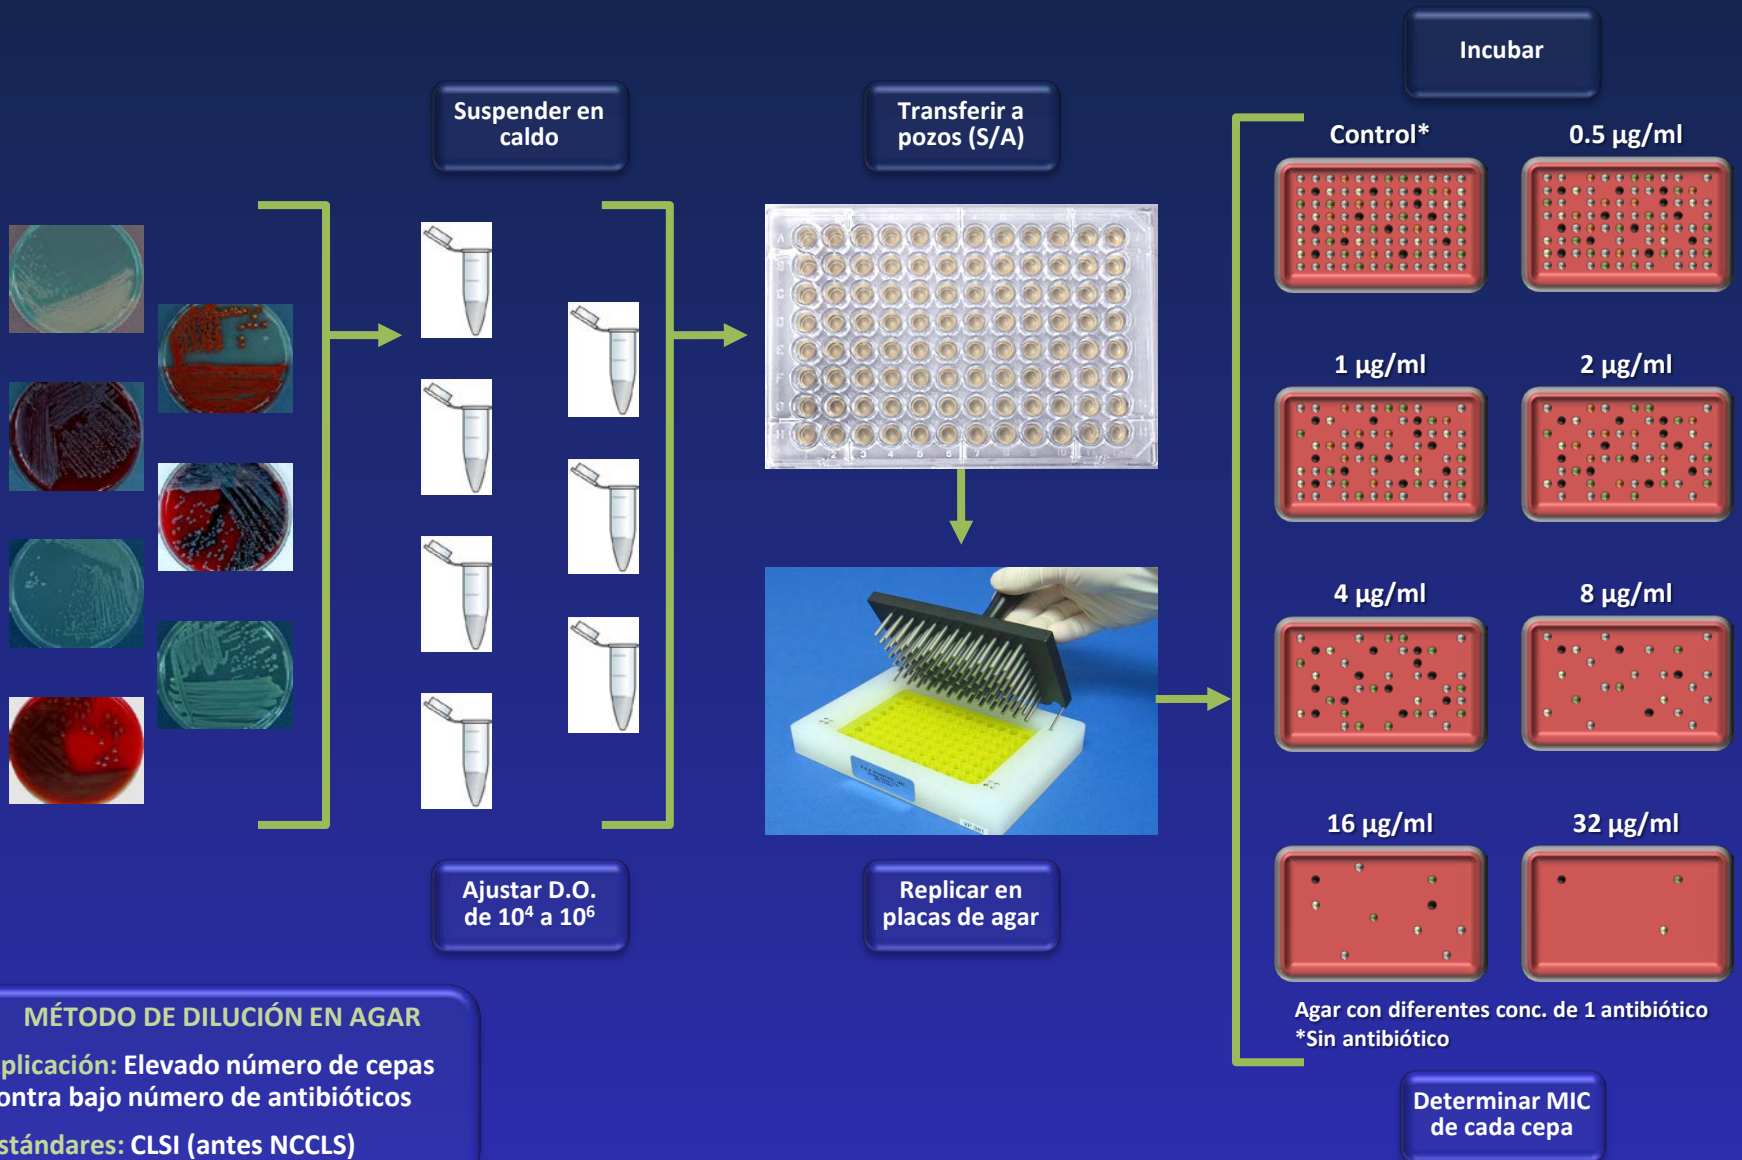 Incubar
Suspender en
caldo
Transferir a
pozos (S/A)
Control*
0.5 µg/ml
1 µg/ml
2 µg/ml
4 µg/ml
8 µg/ml
16 µg/ml
32 µg/ml
Ajustar D.O.
de 10⁴ a 10⁶
Replicar en
placas de agar
Agar con diferentes conc. de 1 antibiótico
*Sin antibiótico
Determinar MIC
de cada cepa
MÉTODO DE DILUCIÓN EN AGAR
plicación: Elevado número de cepas
ontra bajo número de antibióticos
stándares: CLSI (antes NCCLS)